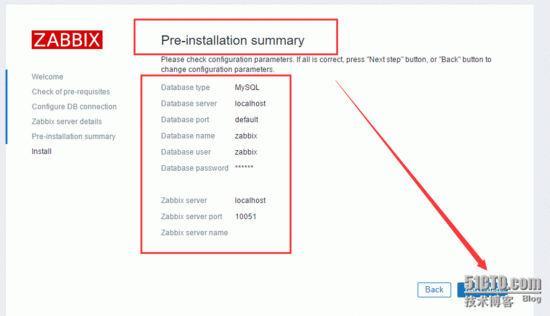 ZABBIX
Pre-installation summary
Please check configuration parameters. If all is correct, press "Next step" button, or "Back" button to
change configuration parameters.
Welcome
Check of pre-requisites
Configure DB connection
Zabbix server details
Pre-installation summary
Install
Database type MySQL
Database server localhost
Database port default
Database name zabbix
Database user zabbix
Database password ******
Zabbix server localhost
Zabbix server port 10051
Zabbix server name
Back
51CTO.com
技术博客 Blog